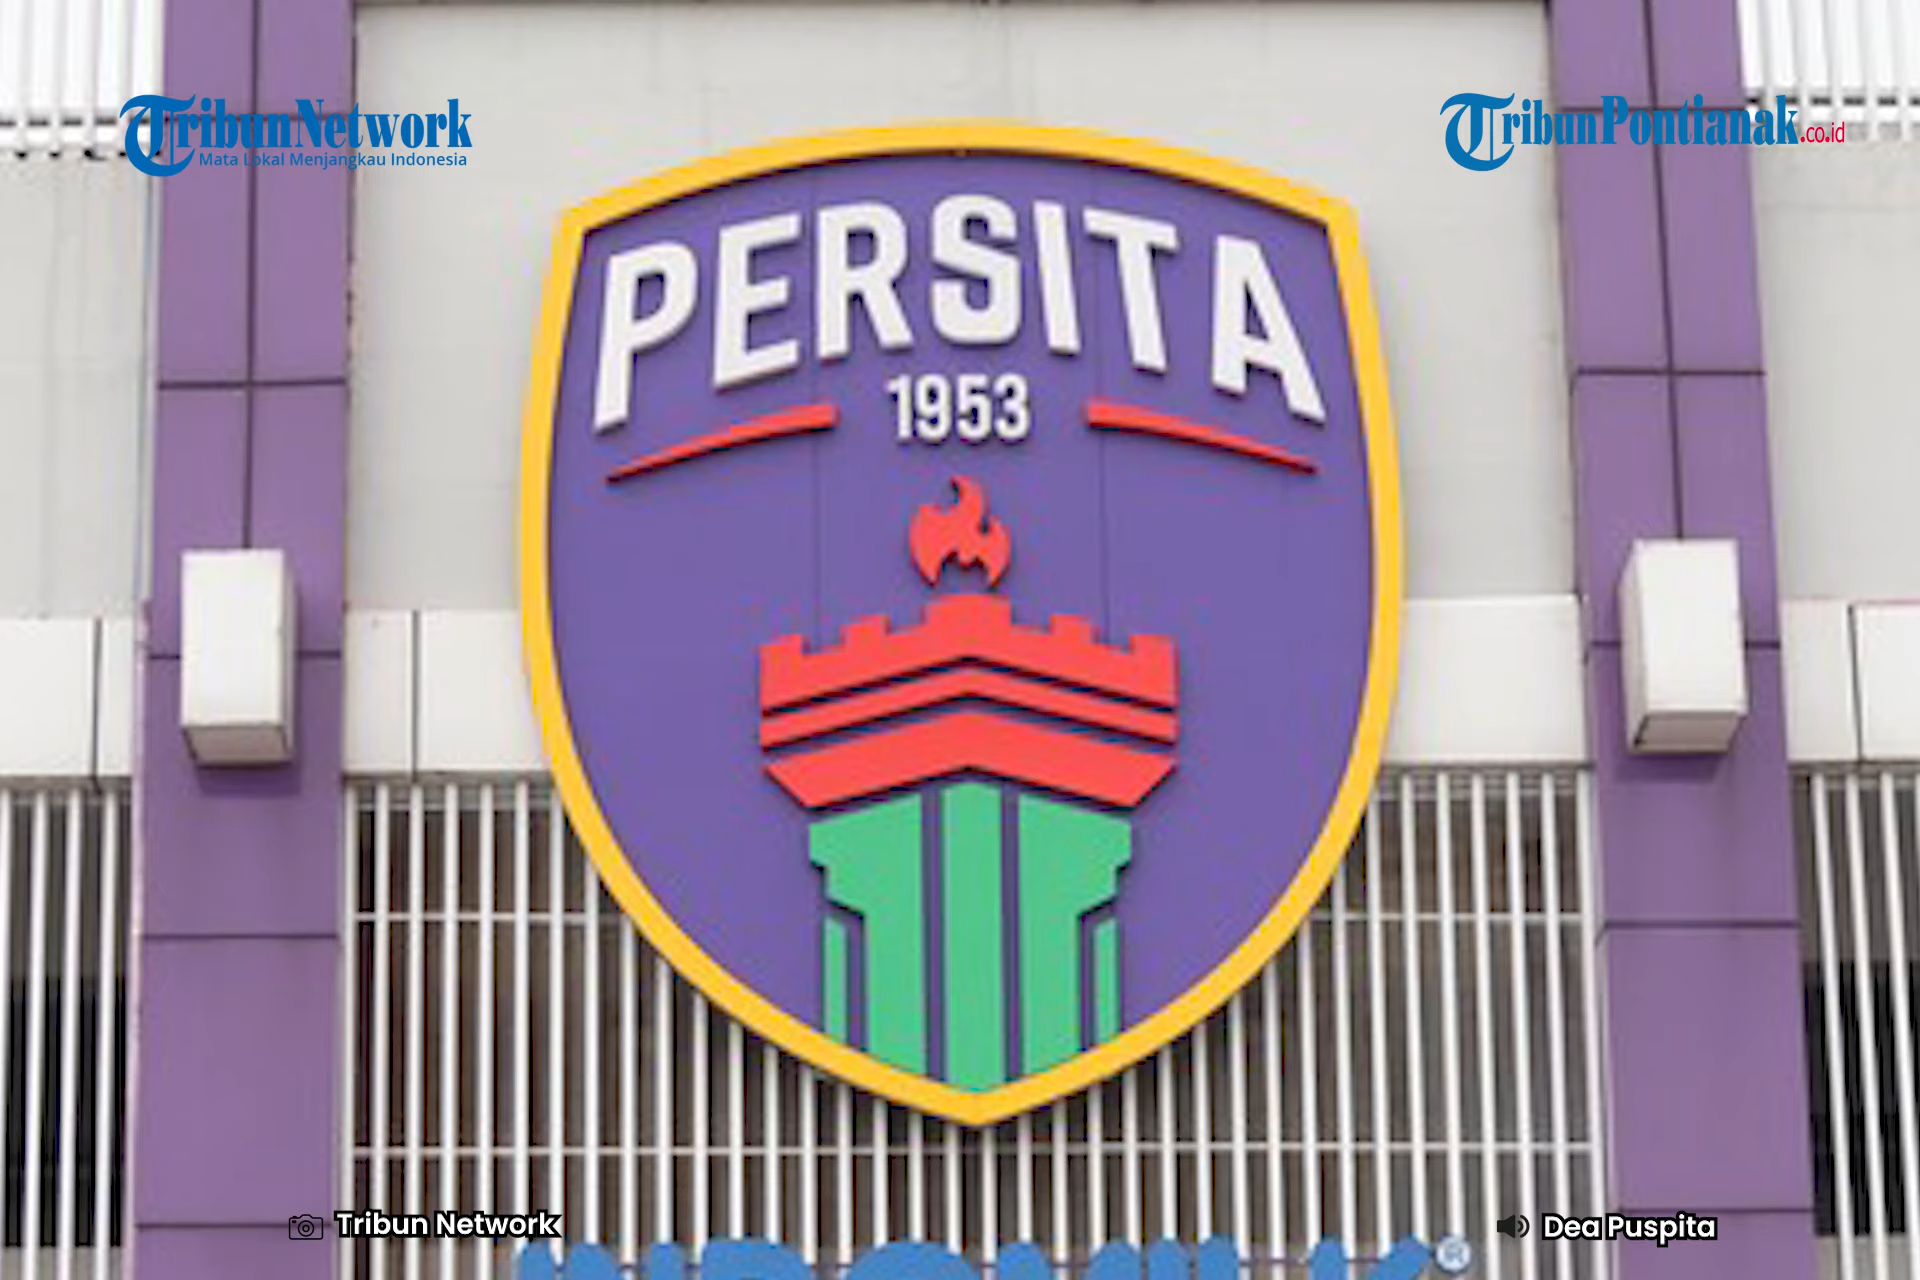 TribunNetwork
Mata Lokal Menjangkau Indonesia
TribunPontianak.co.id
PERSITA
1953
Tribun Network
Dea Puspita
®